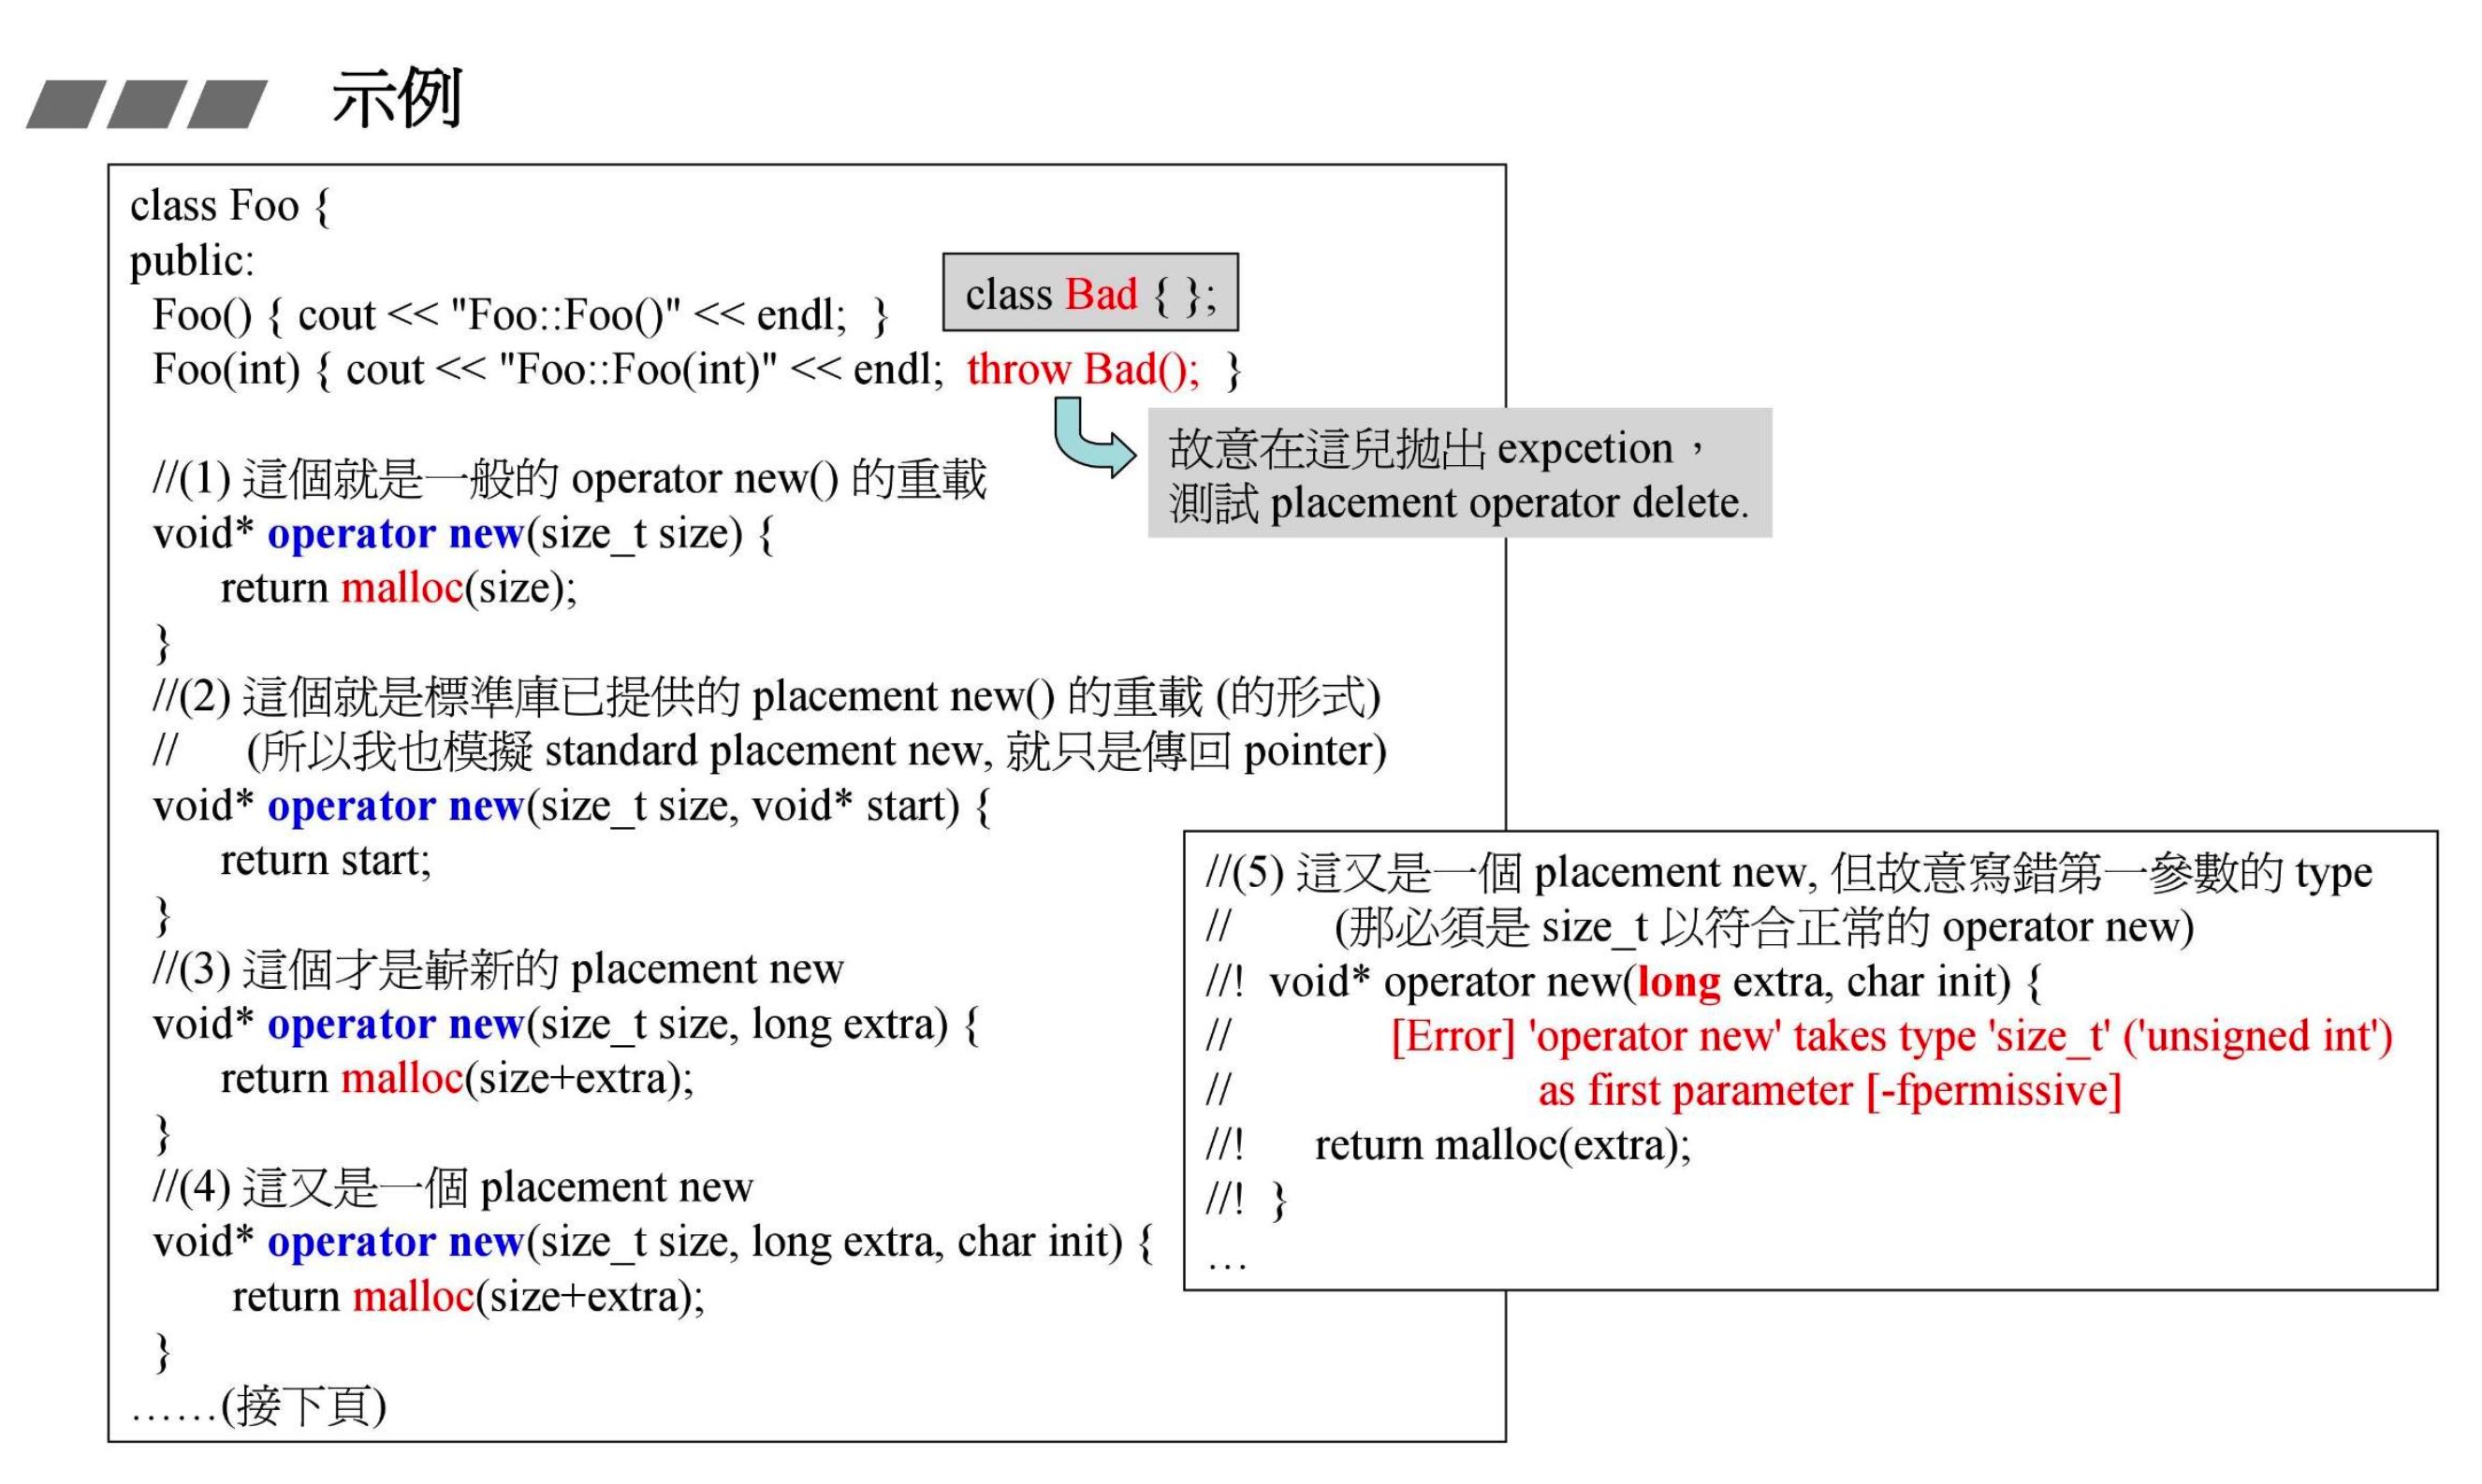 示例
class Foo {
public:
Foo() { cout << "Foo::Foo()" << endl; }
class Bad { };
Foo(int) { cout << "Foo::Foo(int)" << endl; throw Bad(); }
故意在這兒拋出 expcetion，
測試 placement operator delete.
//(1) 這個就是一般的 operator new() 的重載
void* operator new(size_t size) {
return malloc(size);
}
//(2) 這個就是標準庫已提供的 placement new() 的重載 (的形式)
// (所以我也模擬 standard placement new, 就只是傳回 pointer)
void* operator new(size_t size, void* start) {
return start;
}
//(3) 這個才是嶄新的 placement new
void* operator new(size_t size, long extra) {
return malloc(size+extra);
}
//(4) 這又是一個 placement new
void* operator new(size_t size, long extra, char init) {
return malloc(size+extra);
}
……(接下頁)
//(5) 這又是一個 placement new, 但故意寫錯第一參數的 type
// (那必須是 size_t 以符合正常的 operator new)
//! void* operator new(long extra, char init) {
// [Error] 'operator new' takes type 'size_t' ('unsigned int')
// as first parameter [-fpermissive]
//! return malloc(extra);
//! }
…